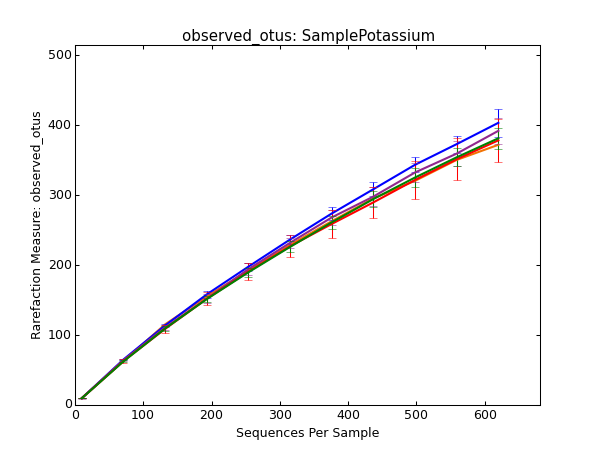 observed_otus: SamplePotassium
500
400
300
200
100
0
Rarefaction Measure: observed_otus
0 100 200 300 400 500 600
Sequences Per Sample